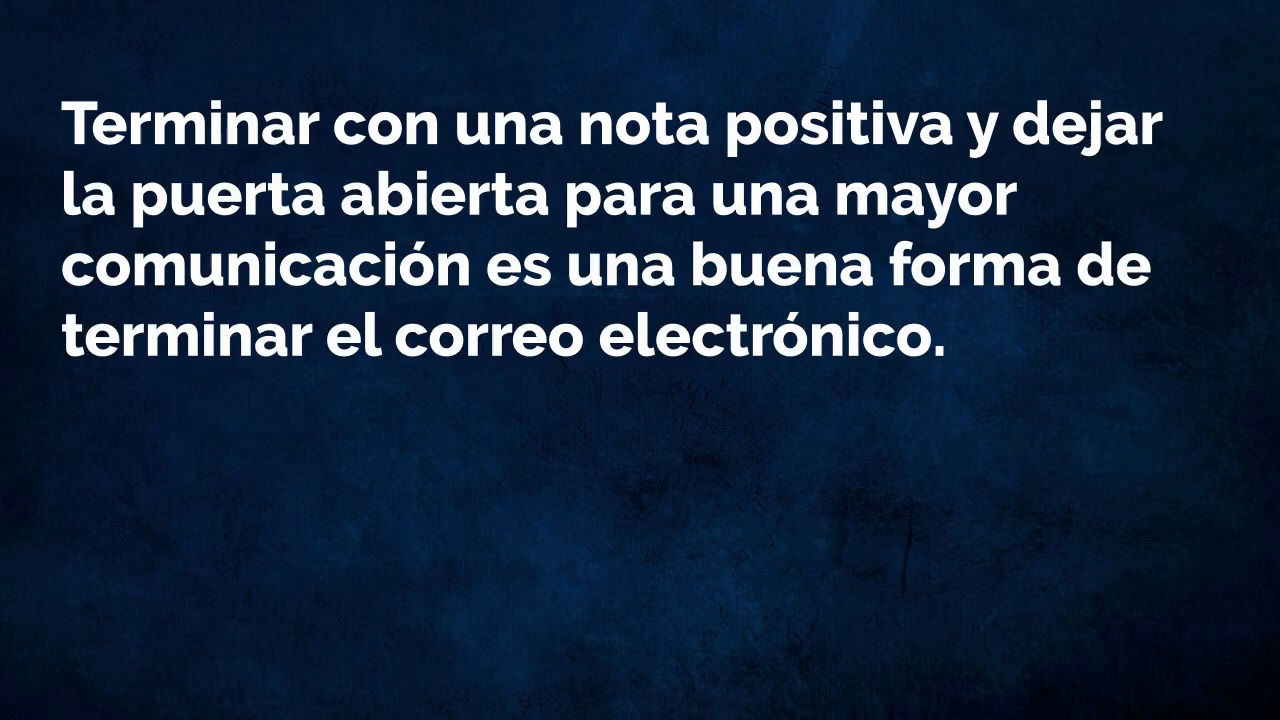 Terminar con una nota positiva y dejar
la puerta abierta para una mayor
comunicación es una buena forma de
terminar el correo electrónico.